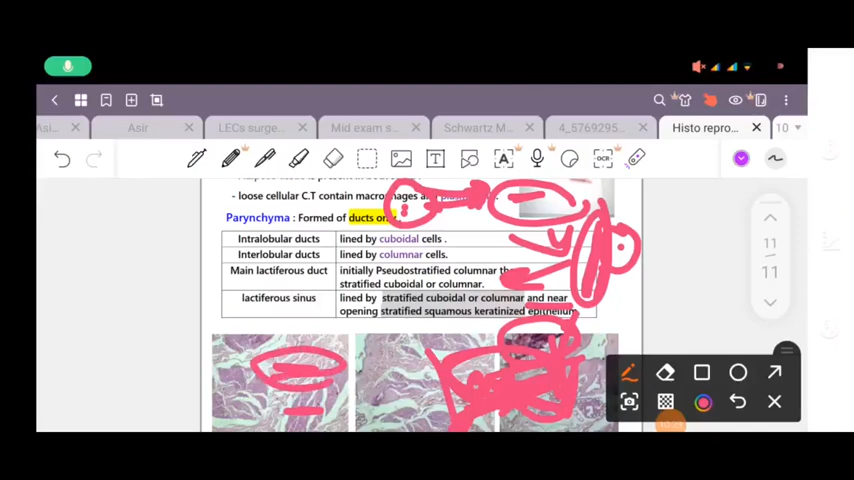 Asi...
Asir
LECs surge...
Mid exam s...
Schwartz M...
4_5769295...
Histo repro...
10
T
A
OCR
- loose cellular C.T contain macrophages
Parynchyma : Formed of ducts only.
Intralobular ducts lined by cuboidal cells .
Interlobular ducts lined by columnar cells.
Main lactiferous duct initially Pseudostratified columnar
stratified cuboidal or columnar.
lactiferous sinus lined by stratified cuboidal or columnar and near
opening stratified squamous keratinized epithelium
11
11